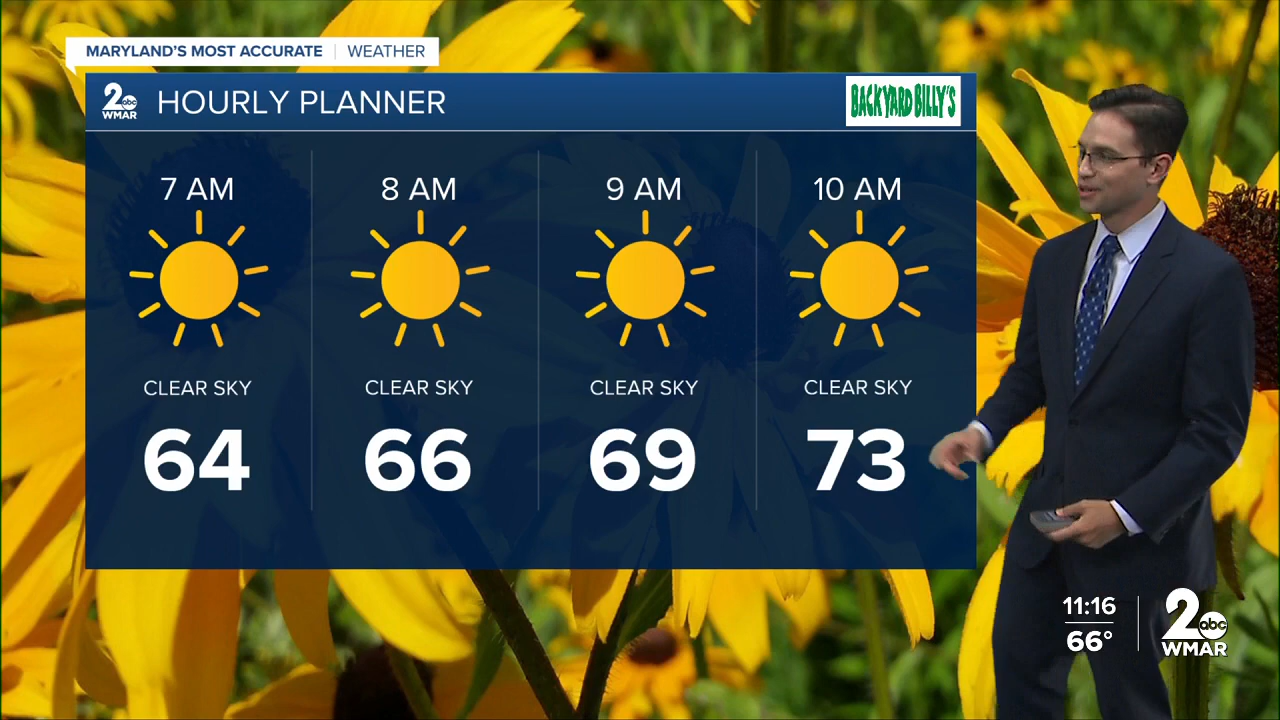 MARYLAND'S MOST ACCURATE | WEATHER
2 abc WMAR
HOURLY PLANNER
BACKYARD BILLY'S
7 AM 8 AM 9 AM 10 AM
CLEAR SKY CLEAR SKY CLEAR SKY CLEAR SKY
64 66 69 73
11:16
66°
2 abc
WMAR